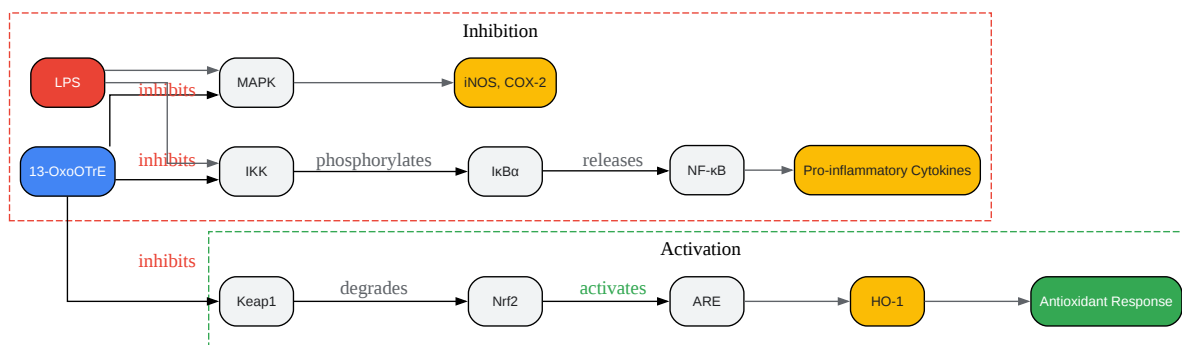 Inhibition
LPS
inhibits
MAPK
iNOS, COX-2
13-OxoOTrE
inhibits
IKK
phosphorylates
IκBα
releases
NF-κB
Pro-inflammatory Cytokines
Activation
inhibits
Keap1
degrades
Nrf2
activates
ARE
HO-1
Antioxidant Response